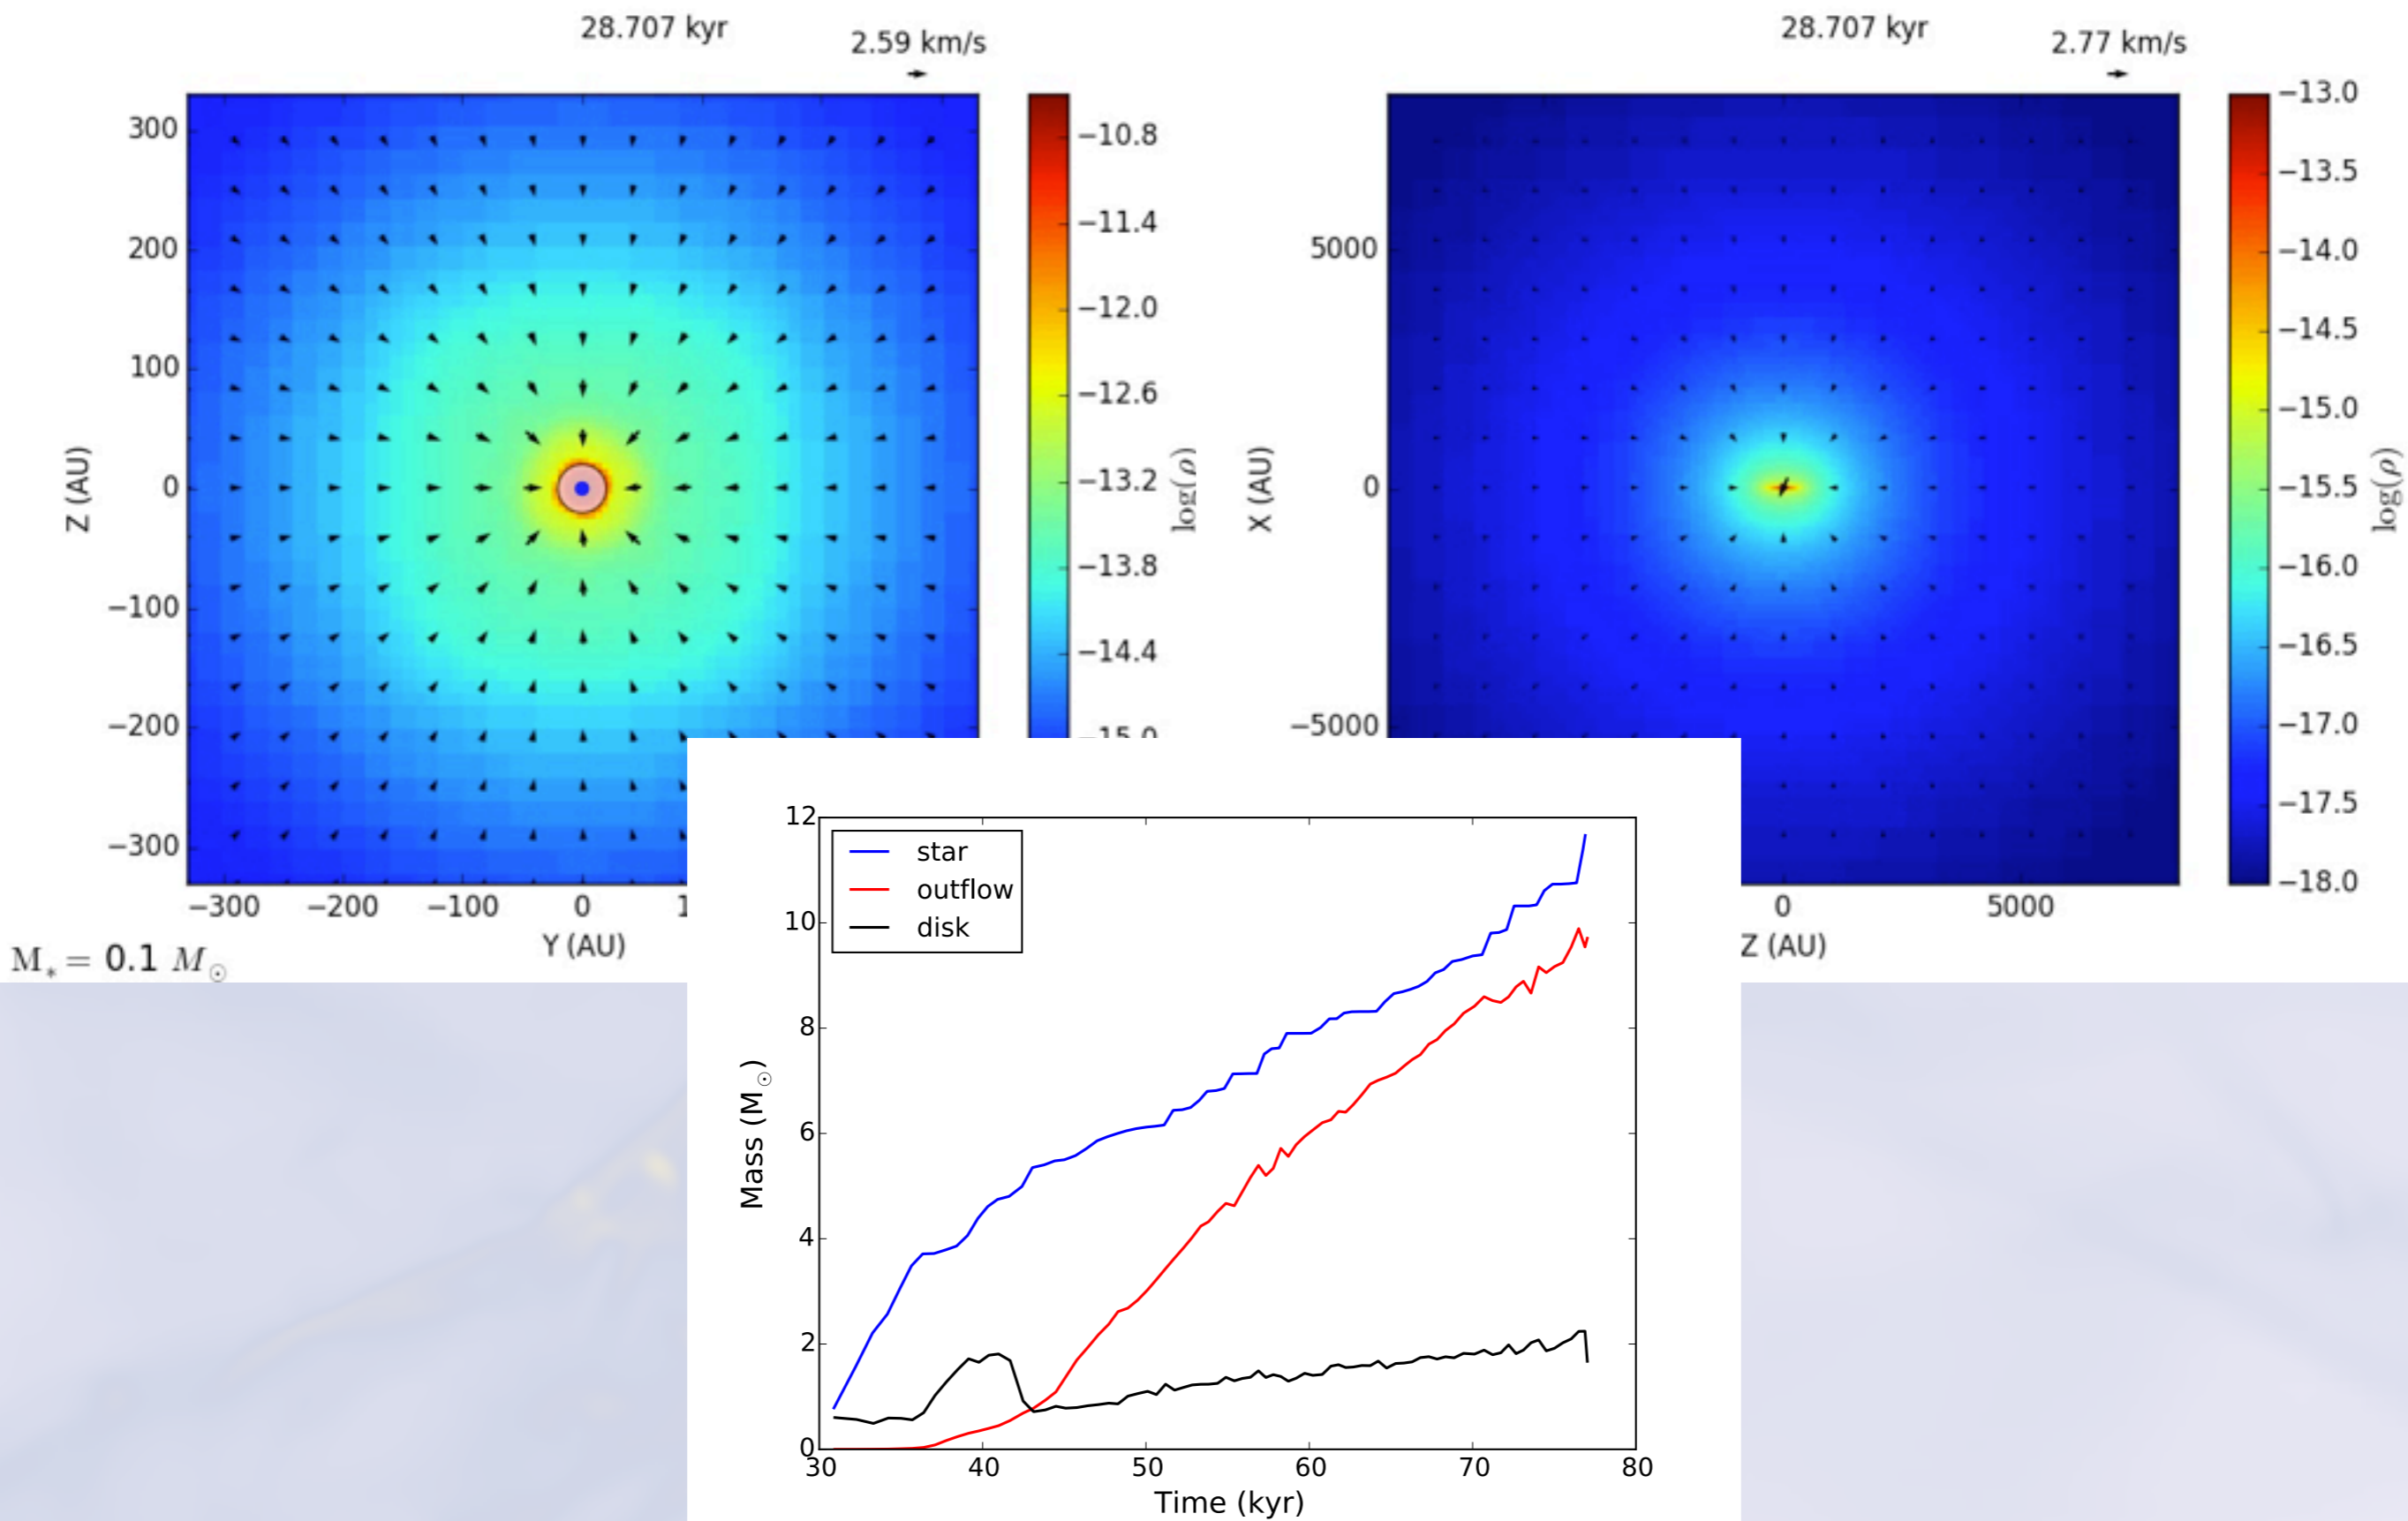 28.707 kyr
2.59 km/s
300
200
100
0
−100
−200
−300
Z (AU)
−300 −200 −100 0
Y (AU)
−10.8
−11.4
−12.0
−12.6
−13.2
−13.8
−14.4
log(ρ)
M* = 0.1 M⊙
28.707 kyr
2.77 km/s
5000
0
−5000
X (AU)
0 5000
Z (AU)
−13.0
−13.5
−14.0
−14.5
−15.0
−15.5
−16.0
−16.5
−17.0
−17.5
−18.0
log(ρ)
12
10
8
6
4
2
0
Mass (M⊙)
star
outflow
disk
30 40 50 60 70 80
Time (kyr)